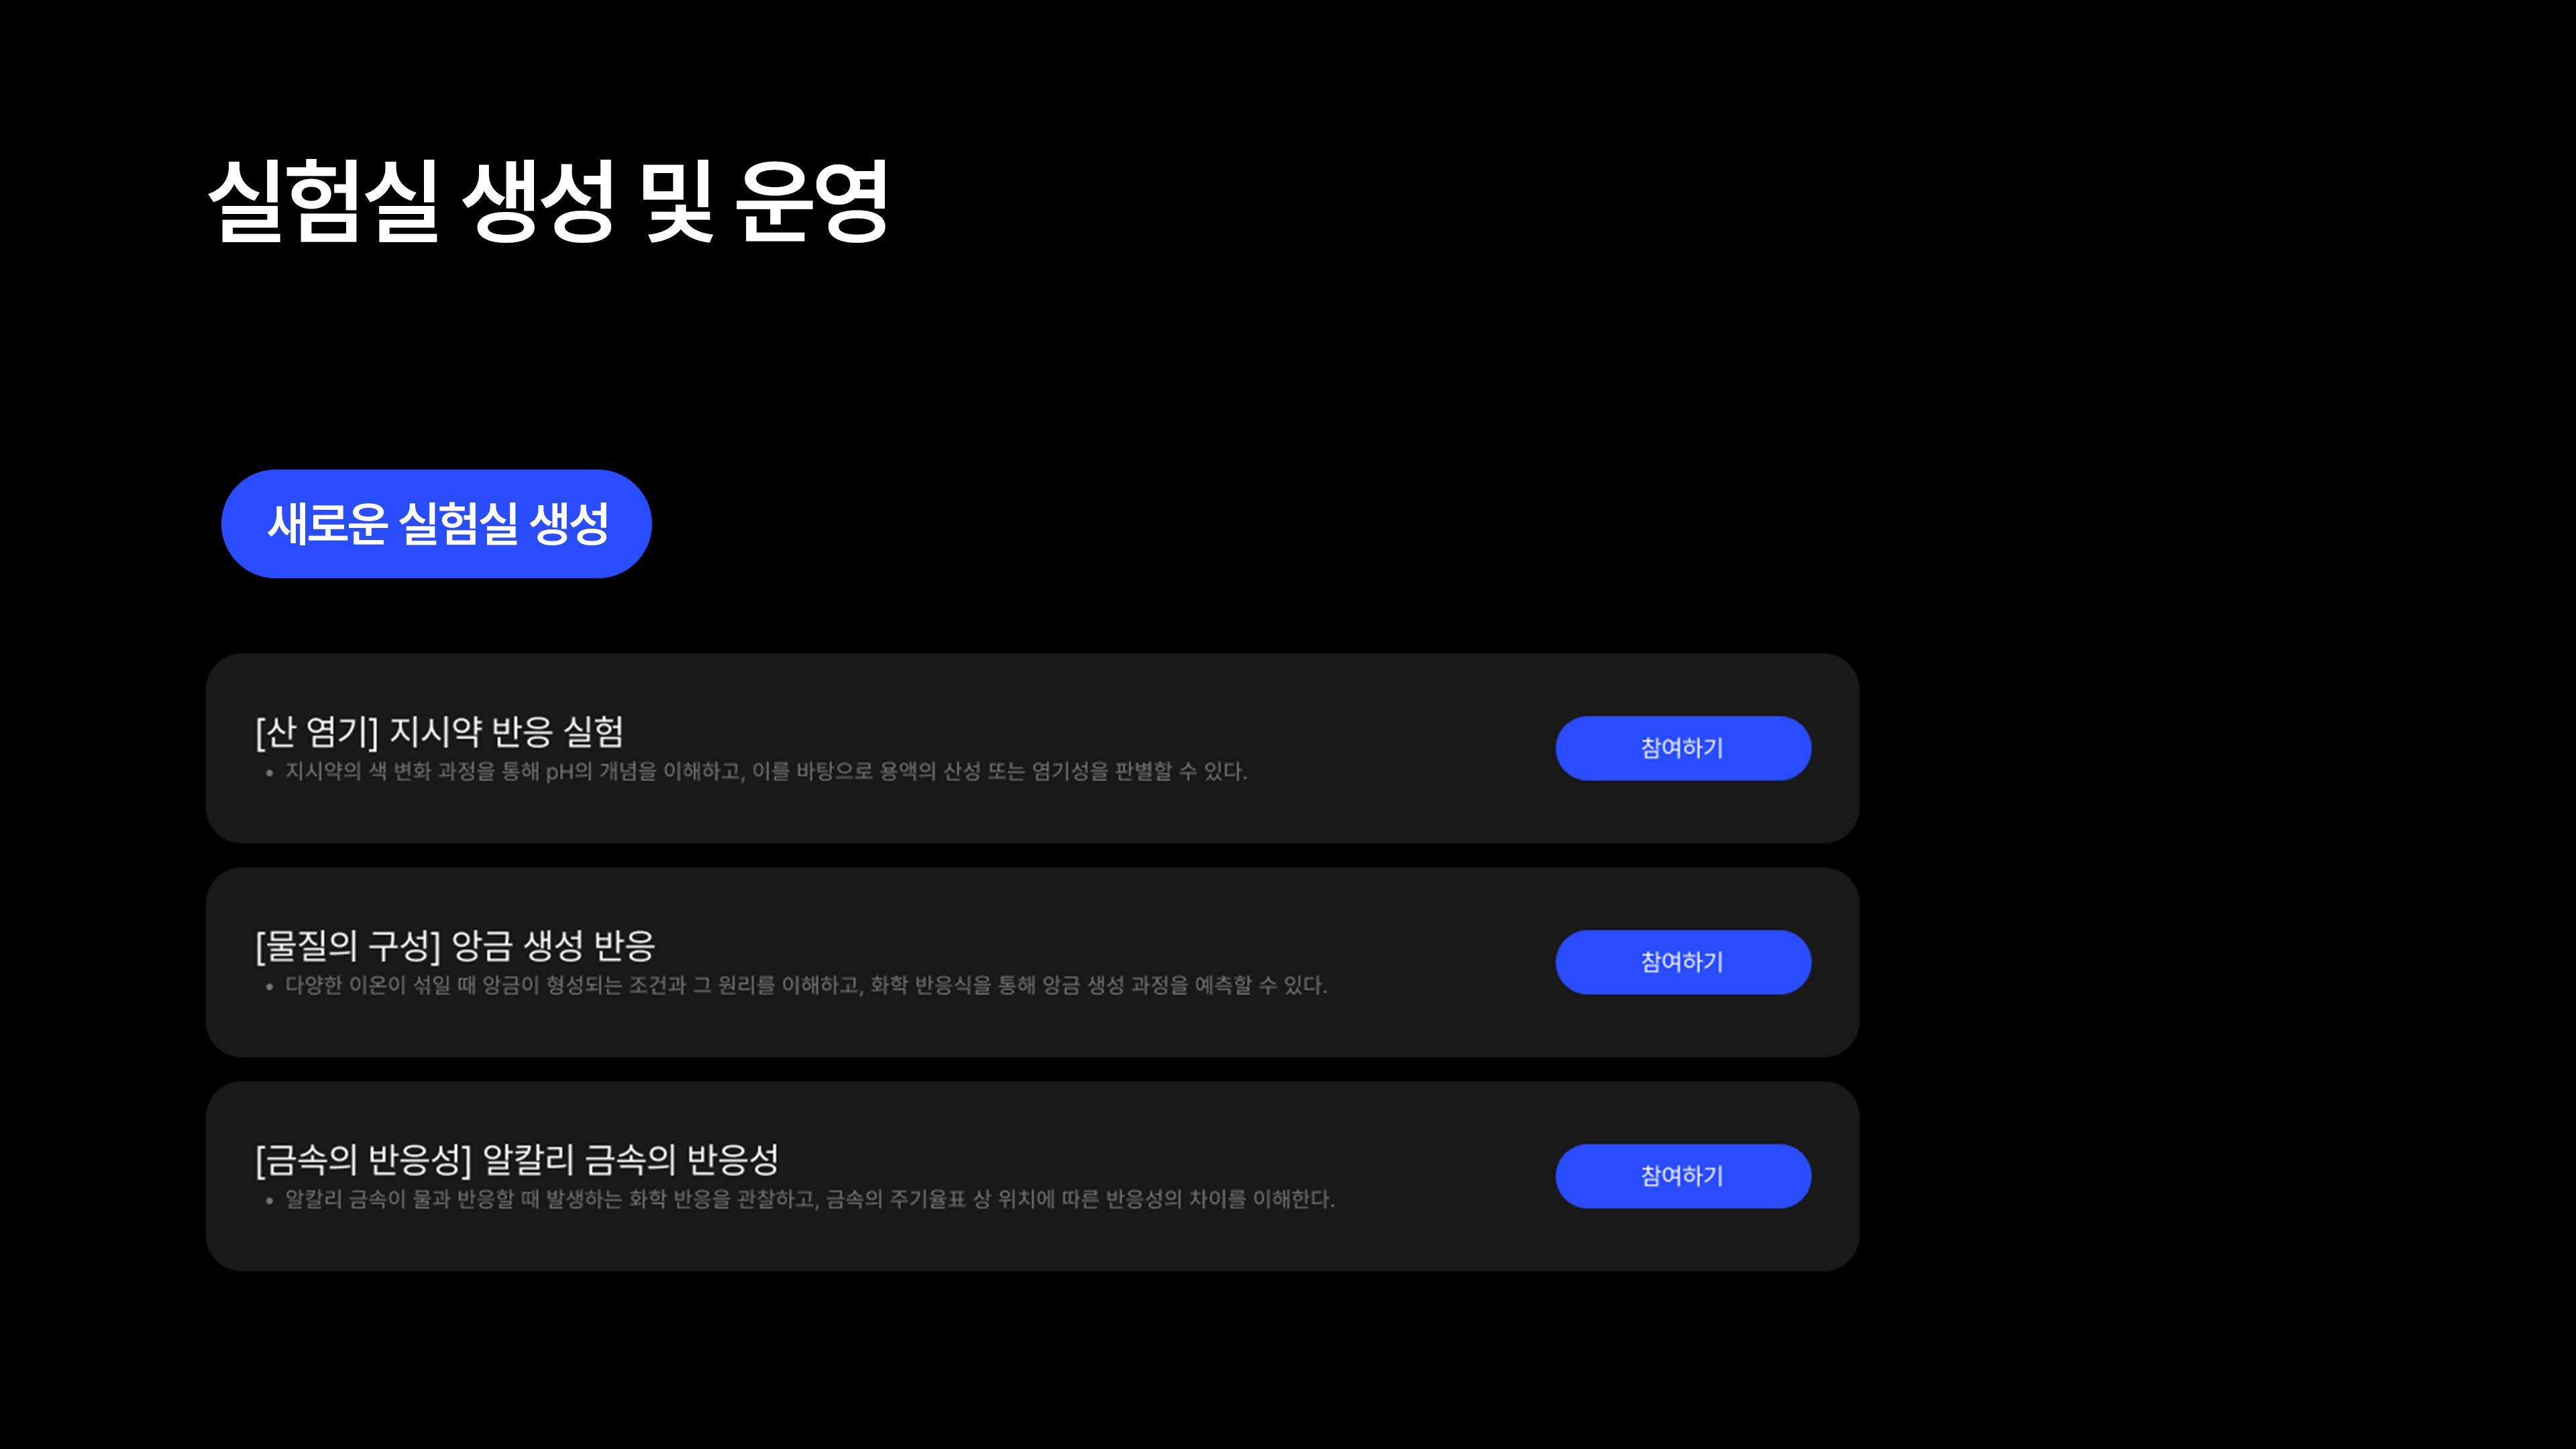 실험실 생성 및 운영
새로운 실험실 생성
[산 염기] 지시약 반응 실험
• 지시약의 색 변화 과정을 통해 pH의 개념을 이해하고, 이를 바탕으로 용액의 산성 또는 염기성을 판별할 수 있다.
참여하기
[물질의 구성] 앙금 생성 반응
• 다양한 이온이 섞일 때 앙금이 형성되는 조건과 그 원리를 이해하고, 화학 반응식을 통해 앙금 생성 과정을 예측할 수 있다.
참여하기
[금속의 반응성] 알칼리 금속의 반응성
• 알칼리 금속이 물과 반응할 때 발생하는 화학 반응을 관찰하고, 금속의 주기율표 상 위치에 따른 반응성의 차이를 이해한다.
참여하기